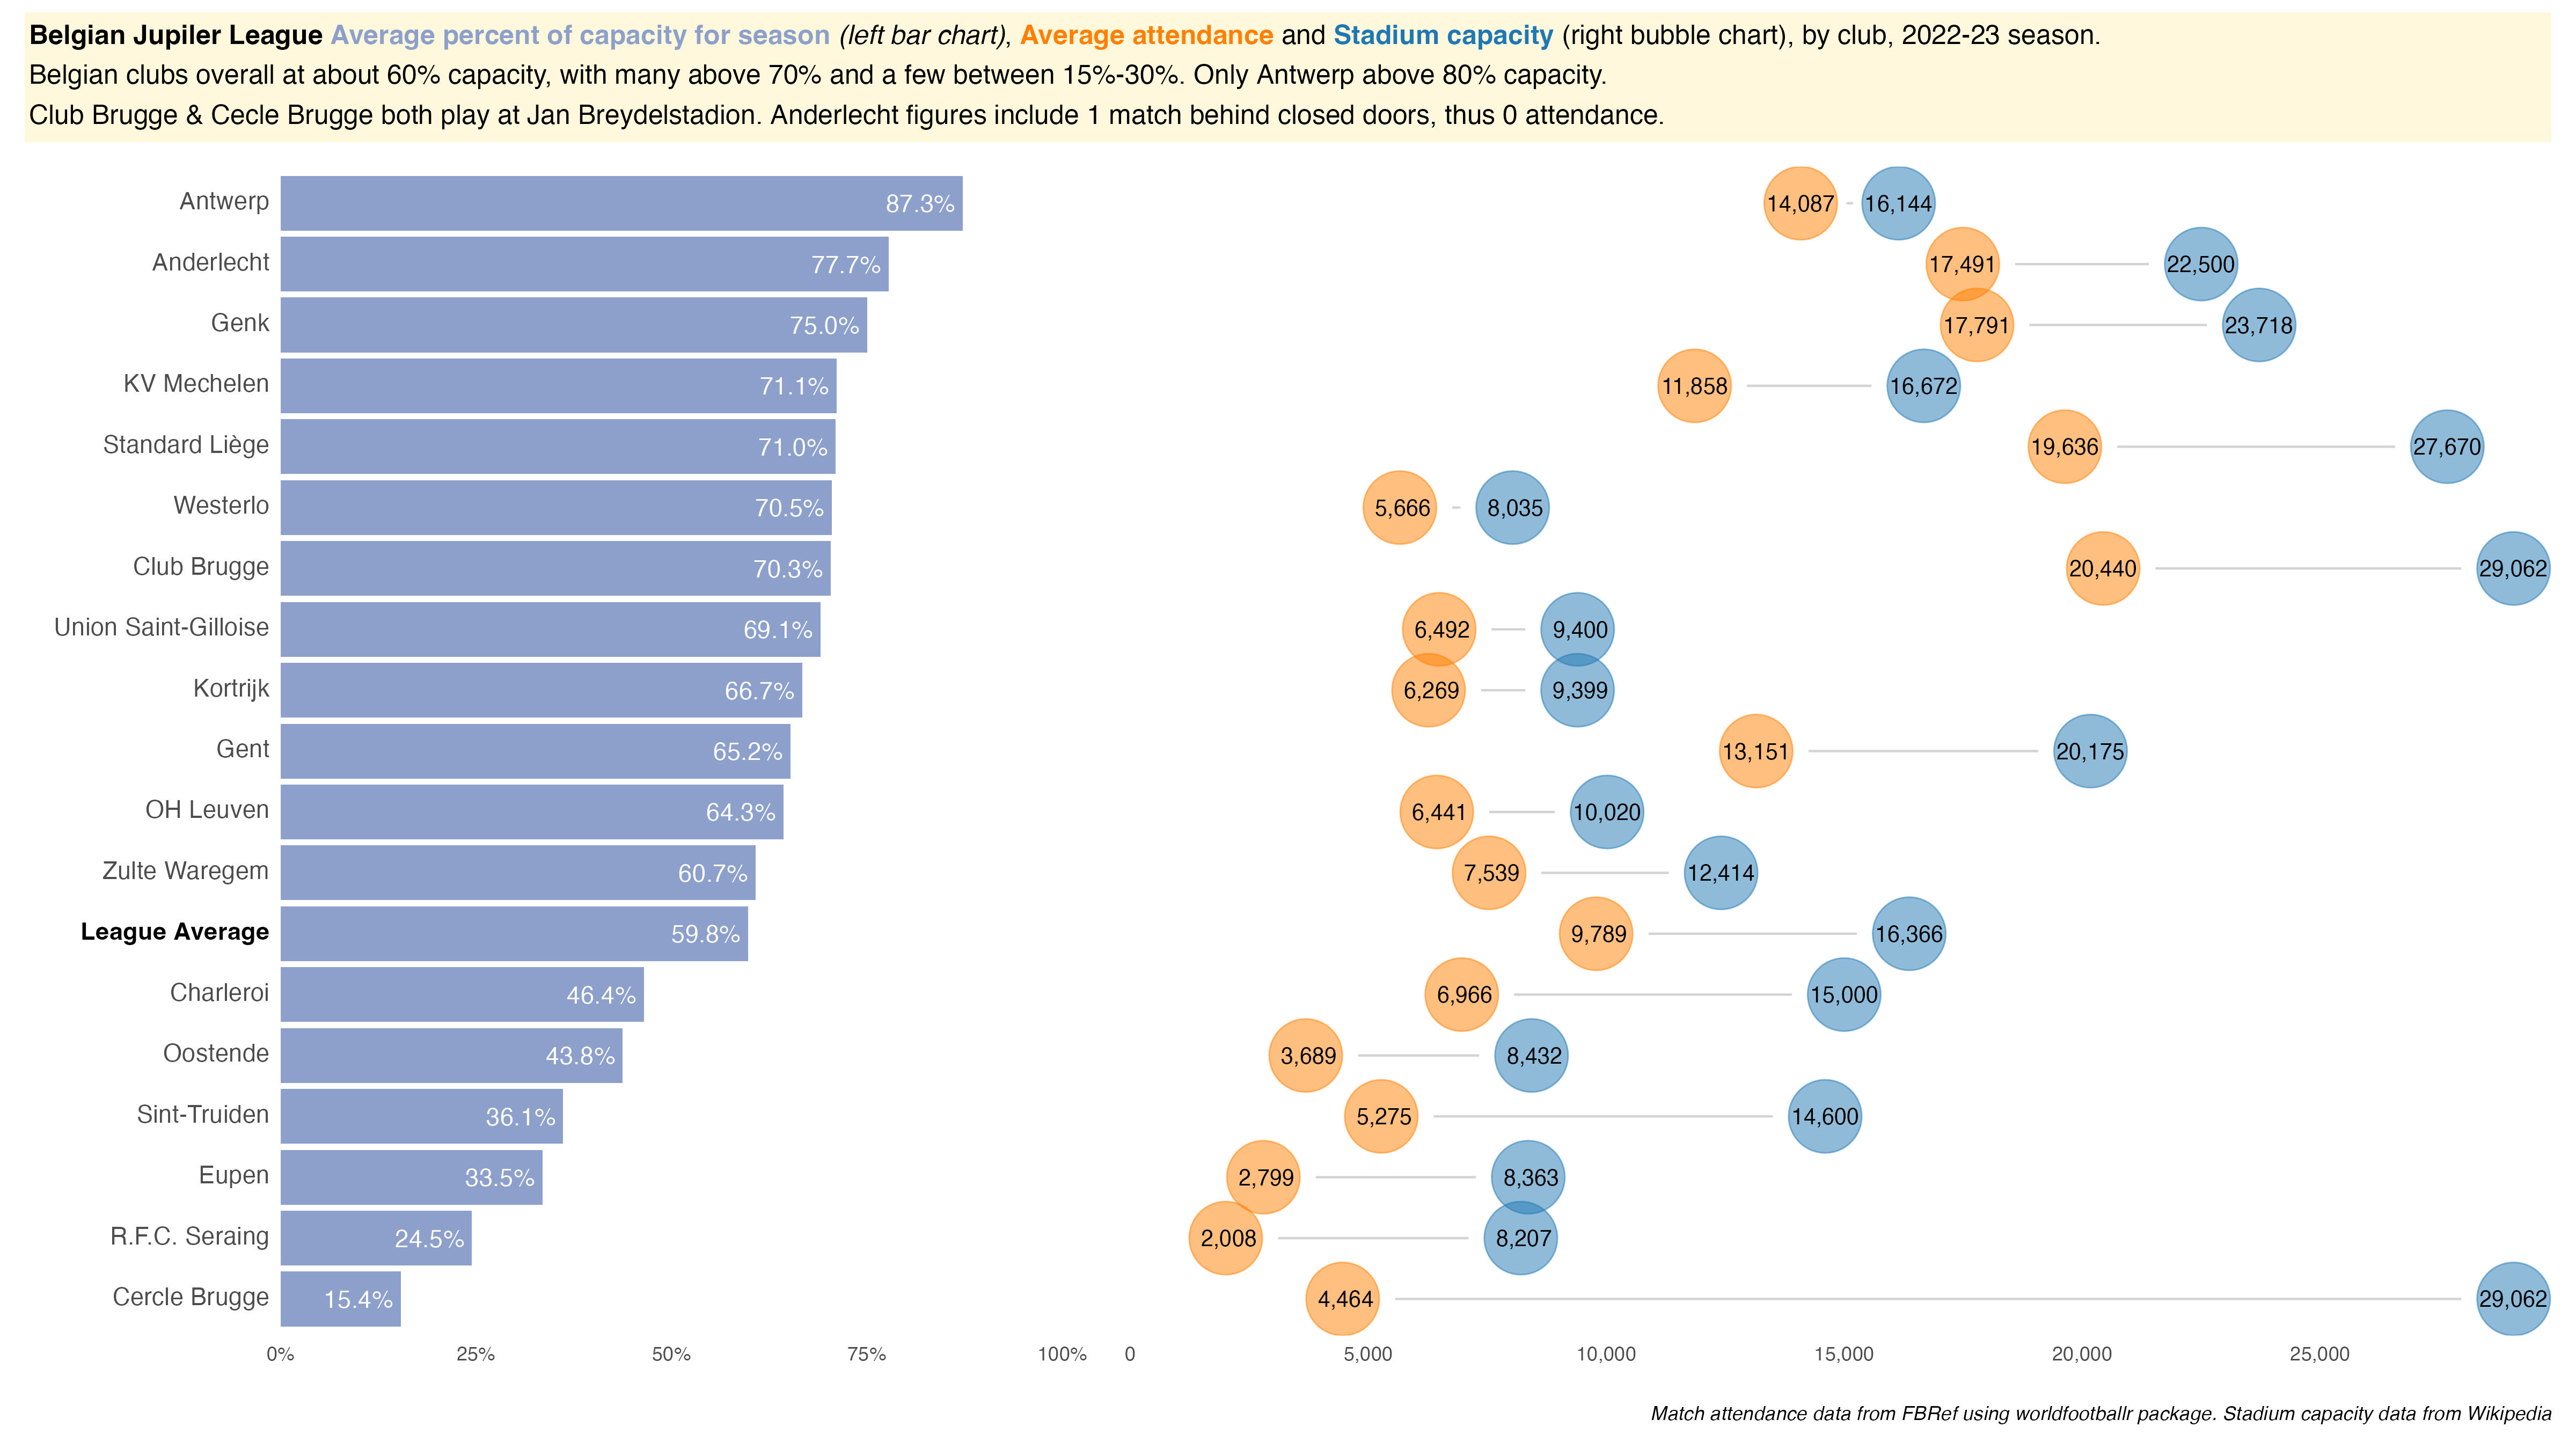 Belgian Jupiler League Average percent of capacity for season (left bar chart), Average attendance and Stadium capacity (right bubble chart), by club, 2022-23 season.
Belgian clubs overall at about 60% capacity, with many above 70% and a few between 15%-30%. Only Antwerp above 80% capacity.
Club Brugge & Cecle Brugge both play at Jan Breydelstadion. Anderlecht figures include 1 match behind closed doors, thus 0 attendance.
Antwerp 87.3% 14,087 16,144
Anderlecht 77.7% 17,491 22,500
Genk 75.0% 17,791 23,718
KV Mechelen 71.1% 11,858 16,672
Standard Liège 71.0% 19,636 27,670
Westerlo 70.5% 5,666 8,035
Club Brugge 70.3% 20,440 29,062
Union Saint-Gilloise 69.1% 6,492 9,400
Kortrijk 66.7% 6,269 9,399
Gent 65.2% 13,151 20,175
OH Leuven 64.3% 6,441 10,020
Zulte Waregem 60.7% 7,539 12,414
League Average 59.8% 9,789 16,366
Charleroi 46.4% 6,966 15,000
Oostende 43.8% 3,689 8,432
Sint-Truiden 36.1% 5,275 14,600
Eupen 33.5% 2,799 8,363
R.F.C. Seraing 24.5% 2,008 8,207
Cercle Brugge 15.4% 4,464 29,062
0% 25% 50% 75% 100% 0 5,000 10,000 15,000 20,000 25,000
Match attendance data from FBRef using worldfootballr package. Stadium capacity data from Wikipedia